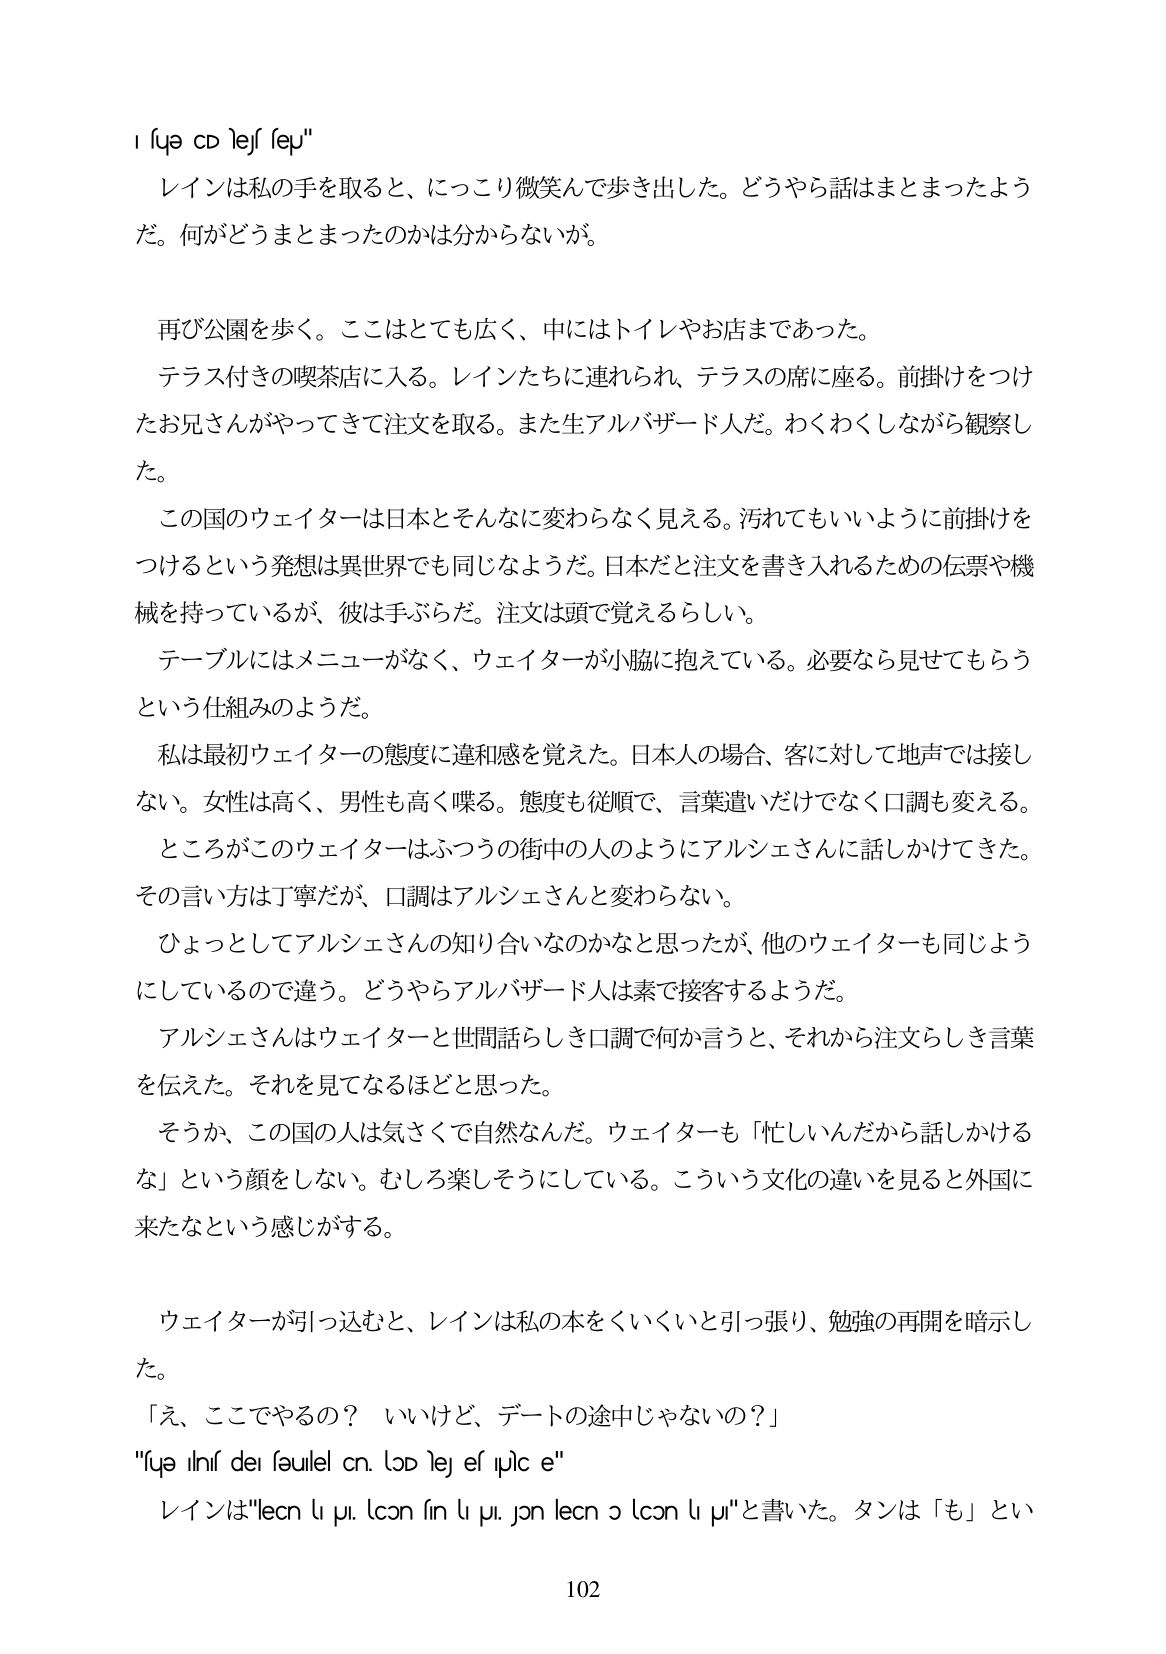 レインは私の手を取ると、にっこり微笑んで歩き出した。どうやら話はまとまったよう
だ。何がどうまとまったのかは分からないが。
再び公園を歩く。ここはとても広く、中にはトイレやお店まであった。
テラス付きの喫茶店に入る。レインたちに連れられ、テラスの席に座る。前掛けをつけ
たお兄さんがやってきて注文を取る。また生アルバザード人だ。わくわくしながら観察し
た。
この国のウェイターは日本とそんなに変わらなく見える。汚れてもいいように前掛けを
つけるという発想は異世界でも同じなようだ。日本だと注文を書き入れるための伝票や機
械を持っているが、彼は手ぶらだ。注文は頭で覚えるらしい。
テーブルにはメニューがなく、ウェイターが小脇に抱えている。必要なら見せてもらう
という仕組みのようだ。
私は最初ウェイターの態度に違和感を覚えた。日本人の場合、客に対して地声では接し
ない。女性は高く、男性も高く喋る。態度も従順で、言葉遣いだけでなく口調も変える。
ところがこのウェイターはふつうの街中の人のようにアルシェさんに話しかけてきた。
その言い方は丁寧だが、口調はアルシェさんと変わらない。
ひょっとしてアルシェさんの知り合いなのかなと思ったが、他のウェイターも同じよう
にしているので違う。どうやらアルバザード人は素で接客するようだ。
アルシェさんはウェイターと世間話らしき口調で何か言うと、それから注文らしき言葉
を伝えた。それを見てなるほどと思った。
そうか、この国の人は気さくで自然なんだ。ウェイターも「忙しいんだから話しかける
な」という顔をしない。むしろ楽しそうにしている。こういう文化の違いを見ると外国に
来たなという感じがする。
ウェイターが引っ込むと、レインは私の本をくいくいと引っ張り、勉強の再開を暗示し
た。
「え、ここでやるの？　いいけど、デートの途中じゃないの？」
レインは""と書いた。タンは「も」とい
102